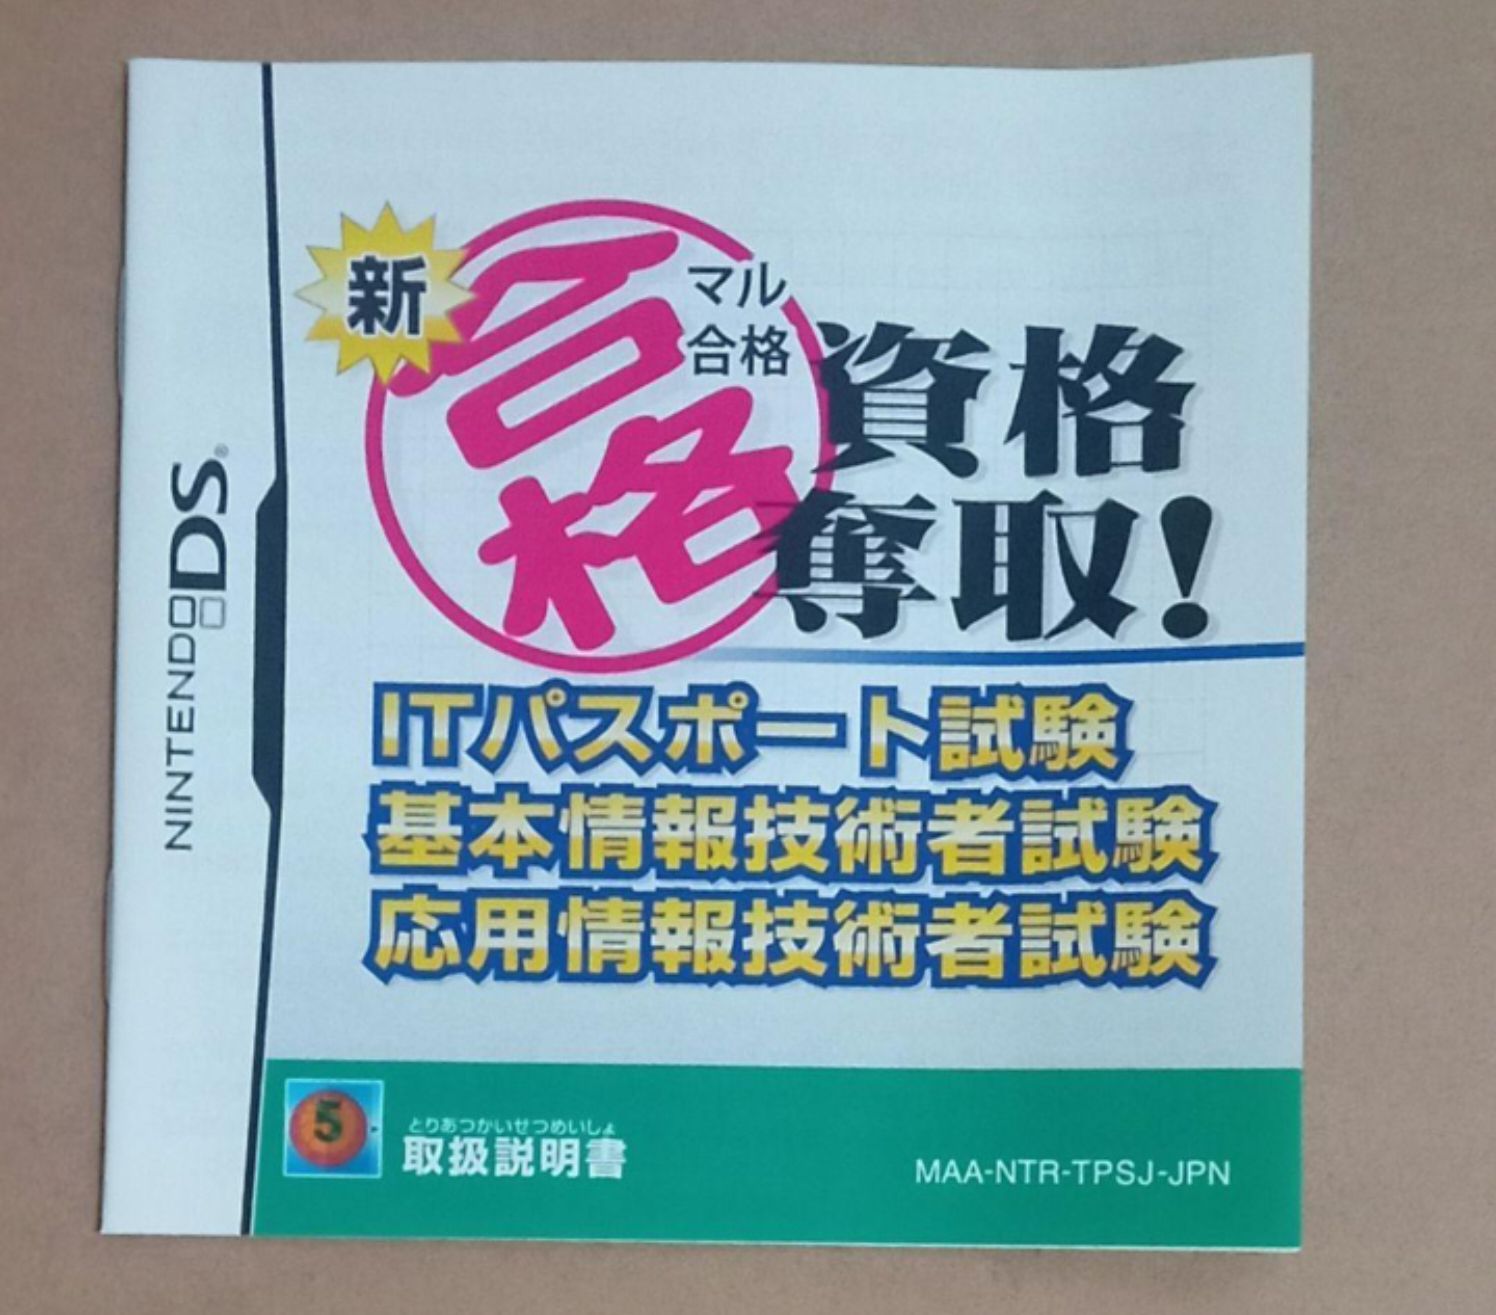 NINTENDO DS®
新
合格
マル
合格
資格
奪取!
ITパスポート試験
基本情報技術者試験
応用情報技術者試験
5
とりあつかいせつめいしょ
取扱説明書
MAA-NTR-TPSJ-JPN